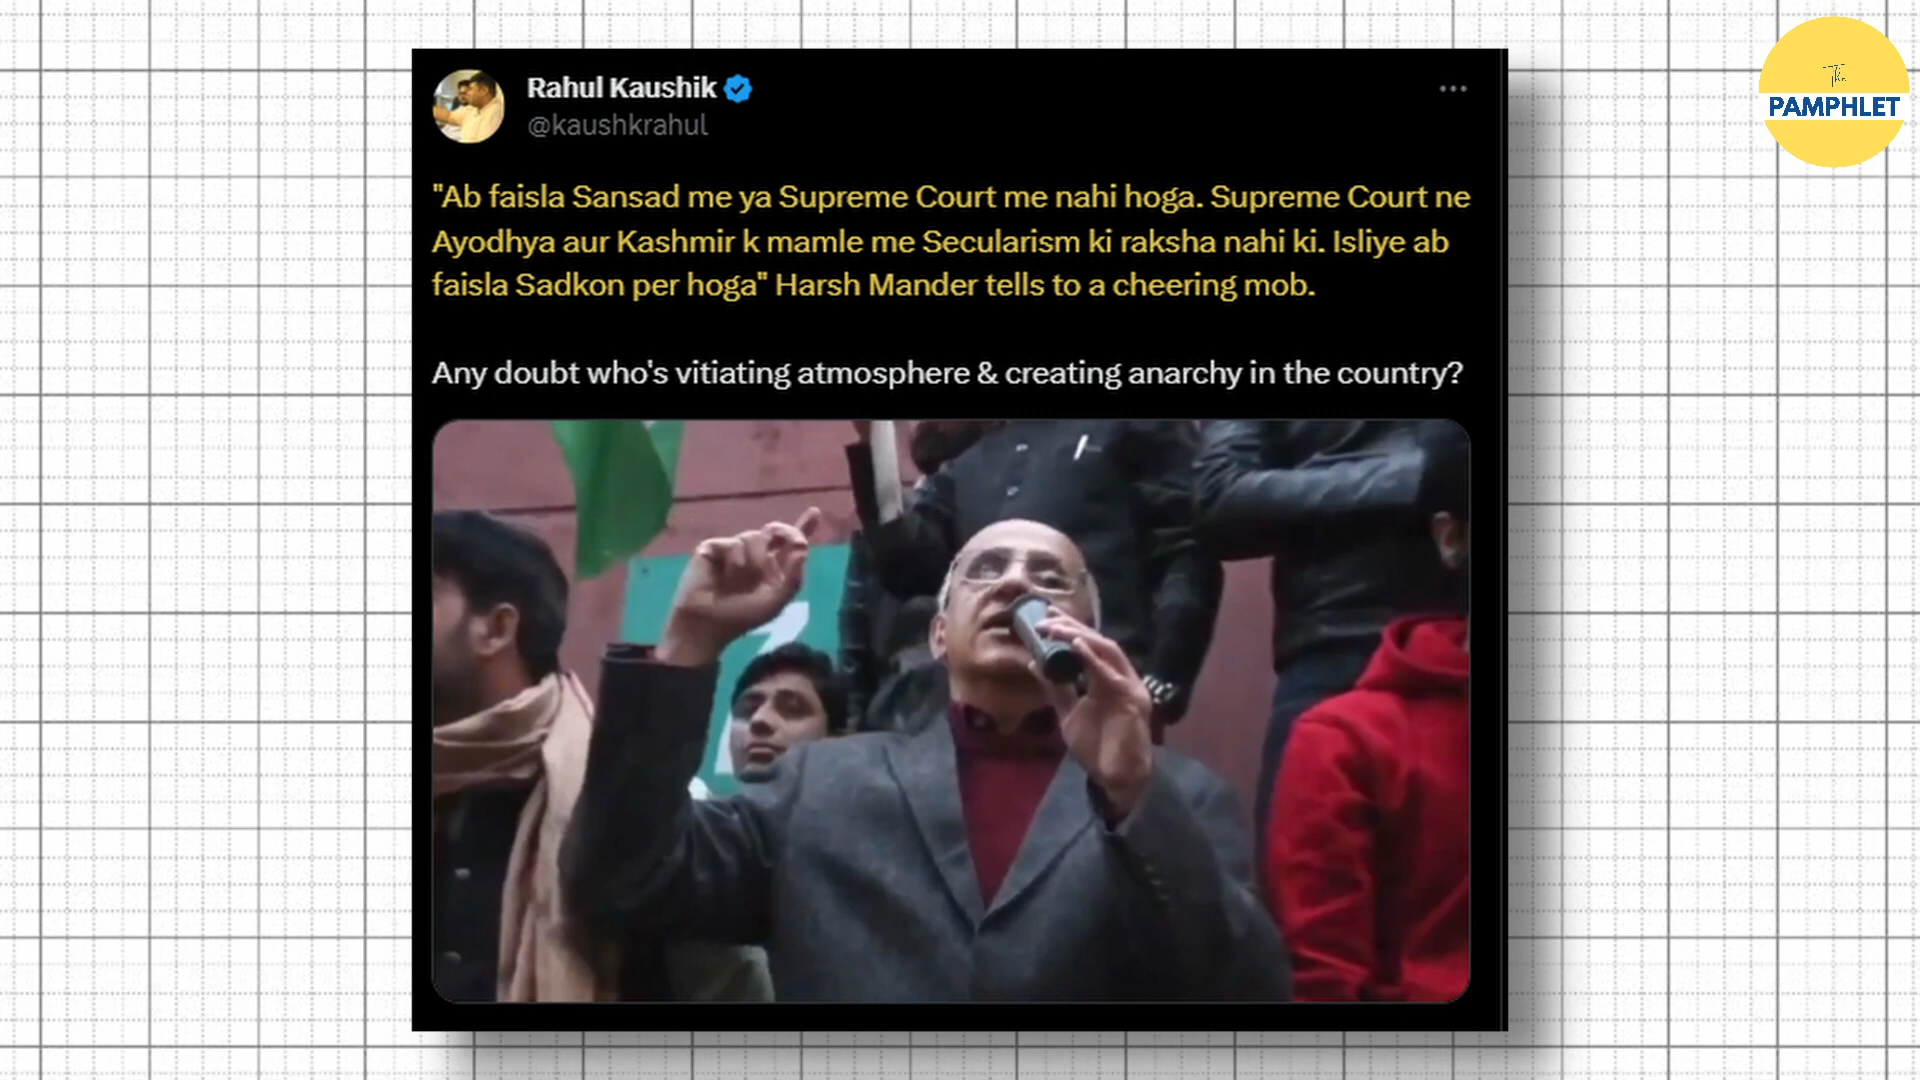 The
PAMPHLET
Rahul Kaushik
@kaushkrahul
"Ab faisla Sansad me ya Supreme Court me nahi hoga. Supreme Court ne
Ayodhya aur Kashmir k mamle me Secularism ki raksha nahi ki. Isliye ab
faisla Sadkon per hoga" Harsh Mander tells to a cheering mob.
Any doubt who's vitiating atmosphere & creating anarchy in the country?